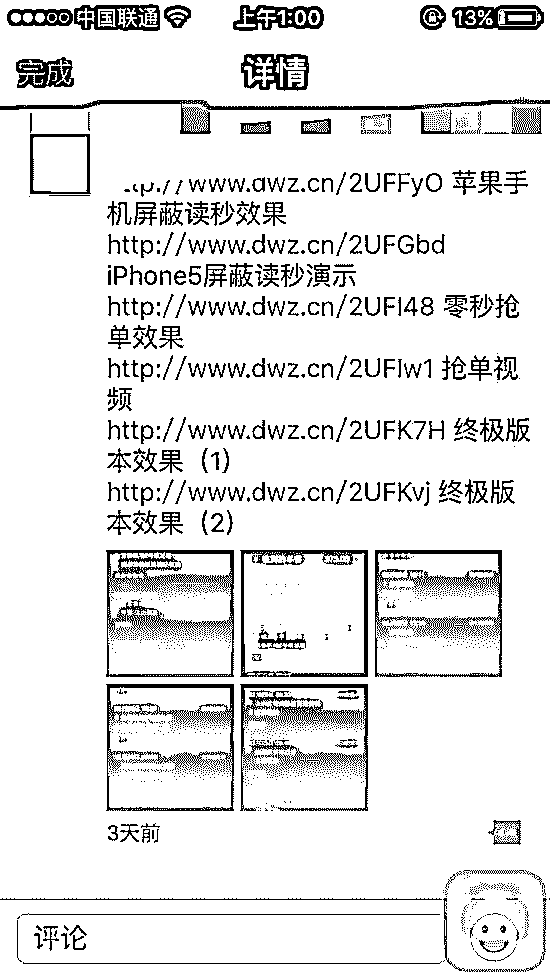 中国联通
上午1:00
13%
完成
详情
www.dwz.cn/2UFFyO 苹果手
机屏蔽读秒效果
http://www.dwz.cn/2UFGbd
iPhone5屏蔽读秒演示
http://www.dwz.cn/2UFI48 零秒抢
单效果
http://www.dwz.cn/2UFIw1 抢单视
频
http://www.dwz.cn/2UFK7H 终极版
本效果（1）
http://www.dwz.cn/2UFKvj 终极版
本效果（2）
3天前
评论